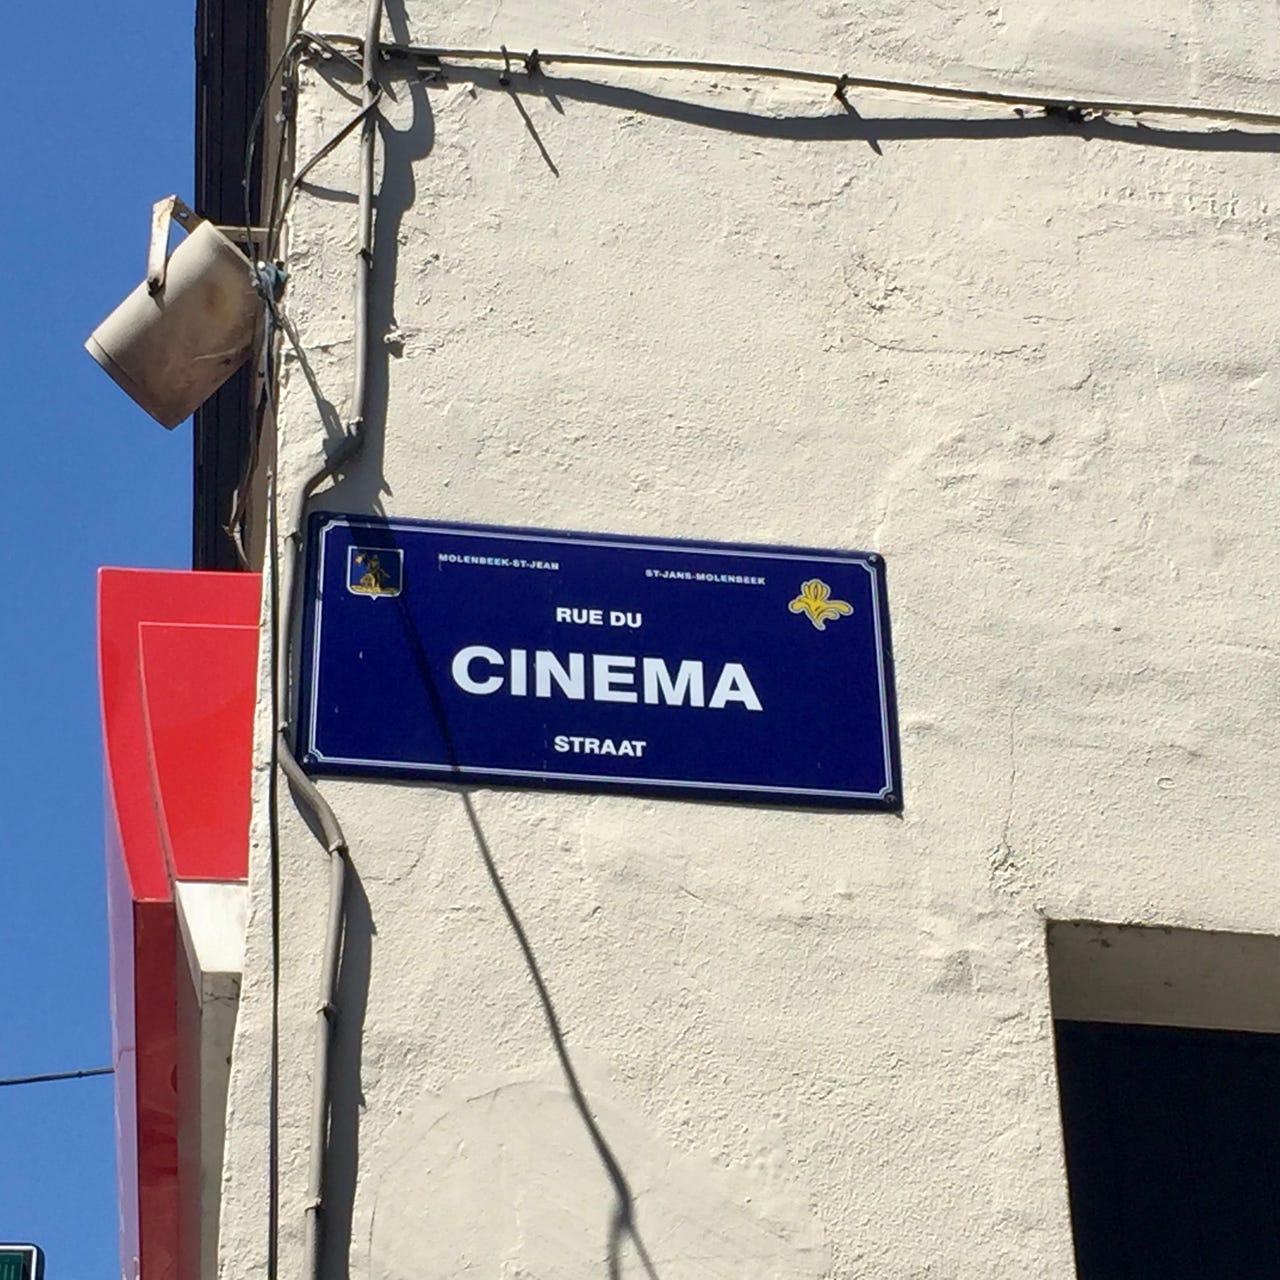 MOLENBEEK-ST-JEAN
ST-JANS-MOLENBEEK
RUE DU
CINEMA
STRAAT